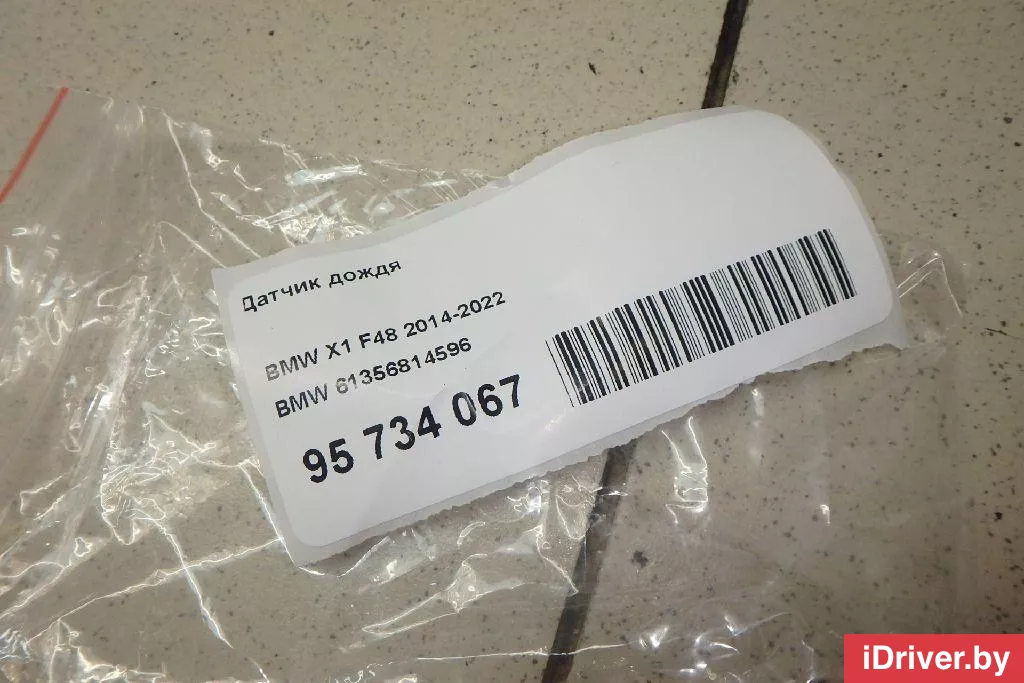 Датчик дождя
BMW X1 F48 2014-2022
BMW 61356814596
95 734 067
iDriver.by